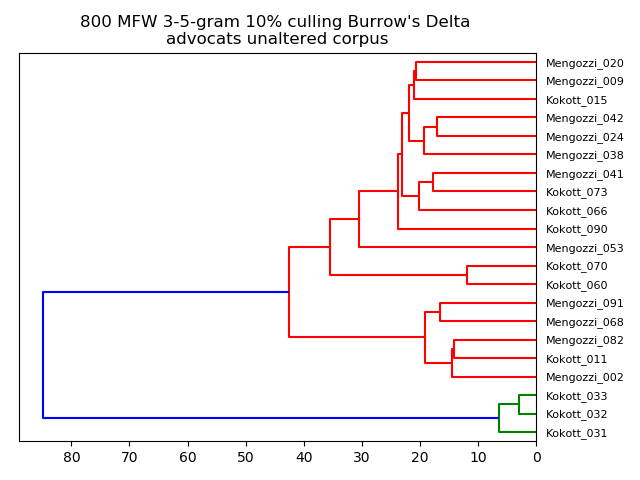 800 MFW 3-5-gram 10% culling Burrow's Delta
advocats unaltered corpus
Mengozzi_020
Mengozzi_009
Kokott_015
Mengozzi_042
Mengozzi_024
Mengozzi_038
Mengozzi_041
Kokott_073
Kokott_066
Kokott_090
Mengozzi_053
Kokott_070
Kokott_060
Mengozzi_091
Mengozzi_068
Mengozzi_082
Kokott_011
Mengozzi_002
Kokott_033
Kokott_032
Kokott_031
80 70 60 50 40 30 20 10 0